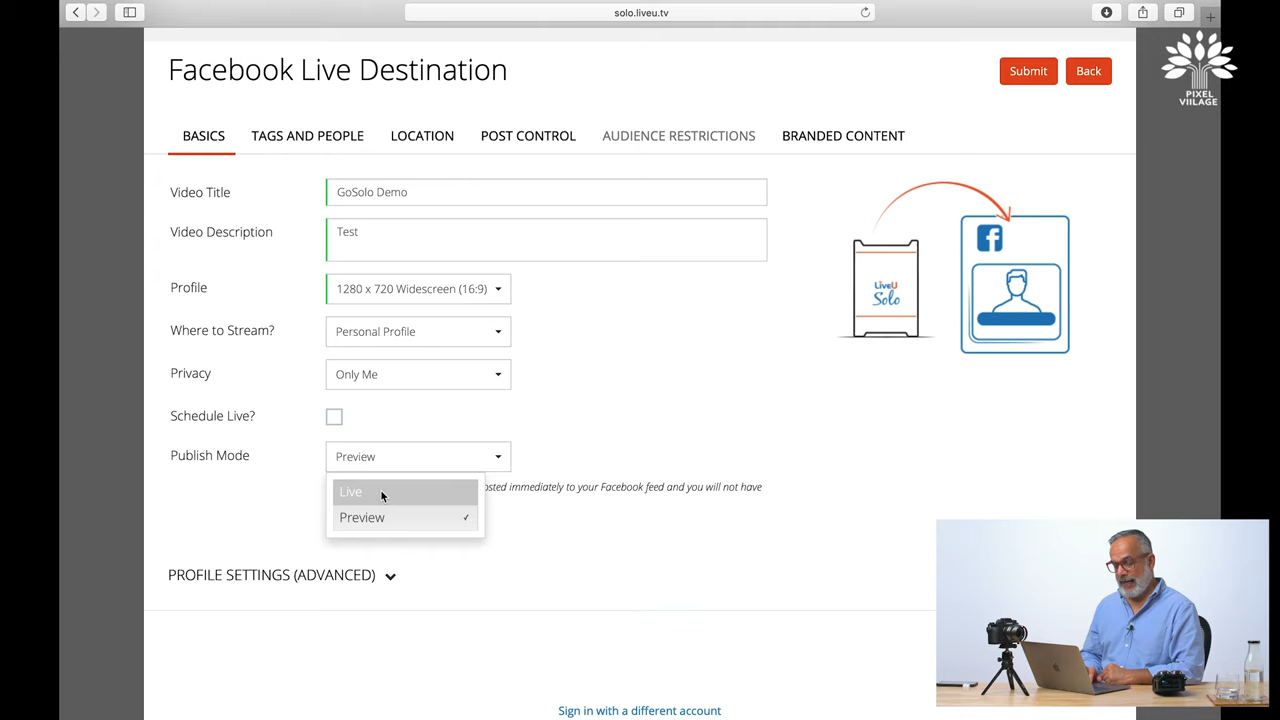 solo.liveu.tv
PIXEL
VIILAGE
Facebook Live Destination
Submit
Back
BASICS
TAGS AND PEOPLE
LOCATION
POST CONTROL
AUDIENCE RESTRICTIONS
BRANDED CONTENT
Video Title
GoSolo Demo
Video Description
Test
Profile
1280 x 720 Widescreen (16:9)
Where to Stream?
Personal Profile
Privacy
Only Me
Schedule Live?
Publish Mode
Preview
osted immediately to your Facebook feed and you will not have
Live
Preview
LiveU
Solo
PROFILE SETTINGS (ADVANCED)
Sign in with a different account